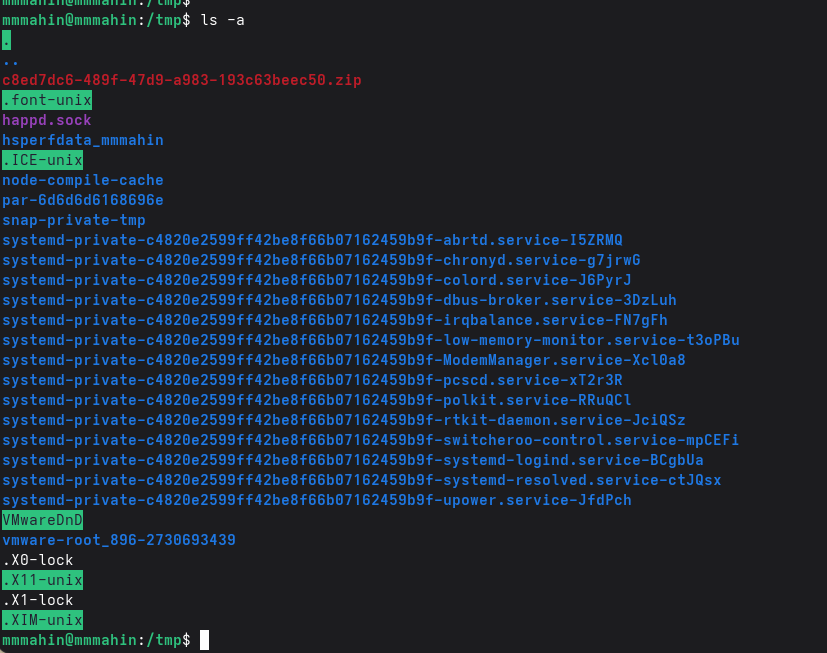 mmmahin@mmmahin:/tmp$
mmmahin@mmmahin:/tmp$ ls -a
.
..
c8ed7dc6-489f-47d9-a983-193c63beec50.zip
.font-unix
happd.sock
hsperfdata_mmmahin
.ICE-unix
node-compile-cache
par-6d6d6d6168696e
snap-private-tmp
systemd-private-c4820e2599ff42be8f66b07162459b9f-abrtd.service-I5ZRMQ
systemd-private-c4820e2599ff42be8f66b07162459b9f-chronyd.service-g7jrwG
systemd-private-c4820e2599ff42be8f66b07162459b9f-colord.service-J6PyrJ
systemd-private-c4820e2599ff42be8f66b07162459b9f-dbus-broker.service-3DzLuh
systemd-private-c4820e2599ff42be8f66b07162459b9f-irqbalance.service-FN7gFh
systemd-private-c4820e2599ff42be8f66b07162459b9f-low-memory-monitor.service-t3oPBu
systemd-private-c4820e2599ff42be8f66b07162459b9f-ModemManager.service-Xcl0a8
systemd-private-c4820e2599ff42be8f66b07162459b9f-pcscd.service-xT2r3R
systemd-private-c4820e2599ff42be8f66b07162459b9f-polkit.service-RRuQCl
systemd-private-c4820e2599ff42be8f66b07162459b9f-rtkit-daemon.service-JciQSz
systemd-private-c4820e2599ff42be8f66b07162459b9f-switcheroo-control.service-mpCEFi
systemd-private-c4820e2599ff42be8f66b07162459b9f-systemd-logind.service-BCgbUa
systemd-private-c4820e2599ff42be8f66b07162459b9f-systemd-resolved.service-ctJQsx
systemd-private-c4820e2599ff42be8f66b07162459b9f-upower.service-JfdPch
VMwareDnD
vmware-root_896-2730693439
.X0-lock
.X11-unix
.X1-lock
.XIM-unix
mmmahin@mmmahin:/tmp$